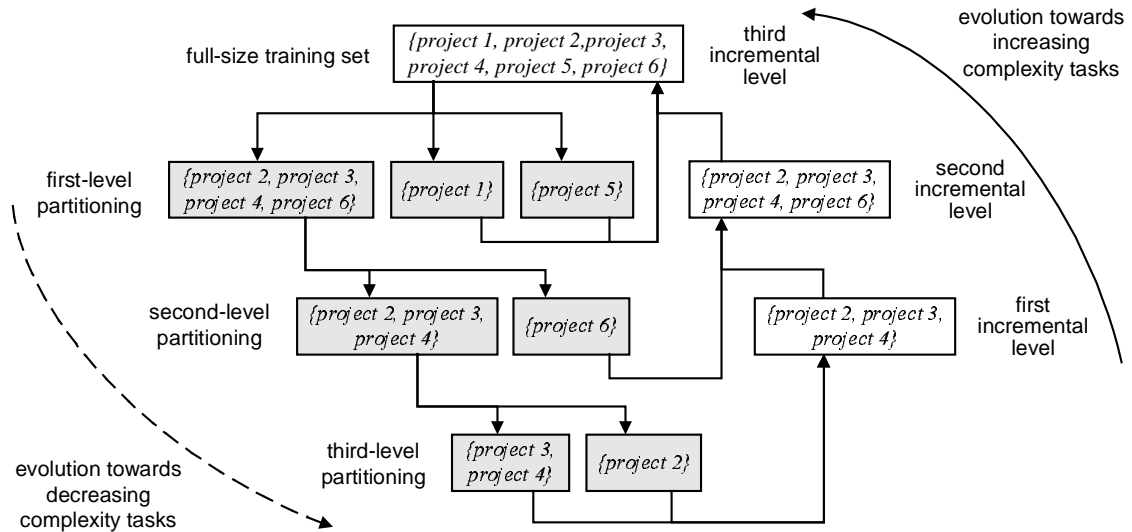 full-size training set
{project 1, project 2,project 3,
project 4, project 5, project 6}
third
incremental
level
evolution towards
increasing
complexity tasks
first-level
partitioning
{project 2, project 3,
project 4, project 6}
{project 1}
{project 5}
{project 2, project 3,
project 4, project 6}
second
incremental
level
second-level
partitioning
{project 2, project 3,
project 4}
{project 6}
{project 2, project 3,
project 4}
first
incremental
level
third-level
partitioning
{project 3,
project 4}
{project 2}
evolution towards
decreasing
complexity tasks